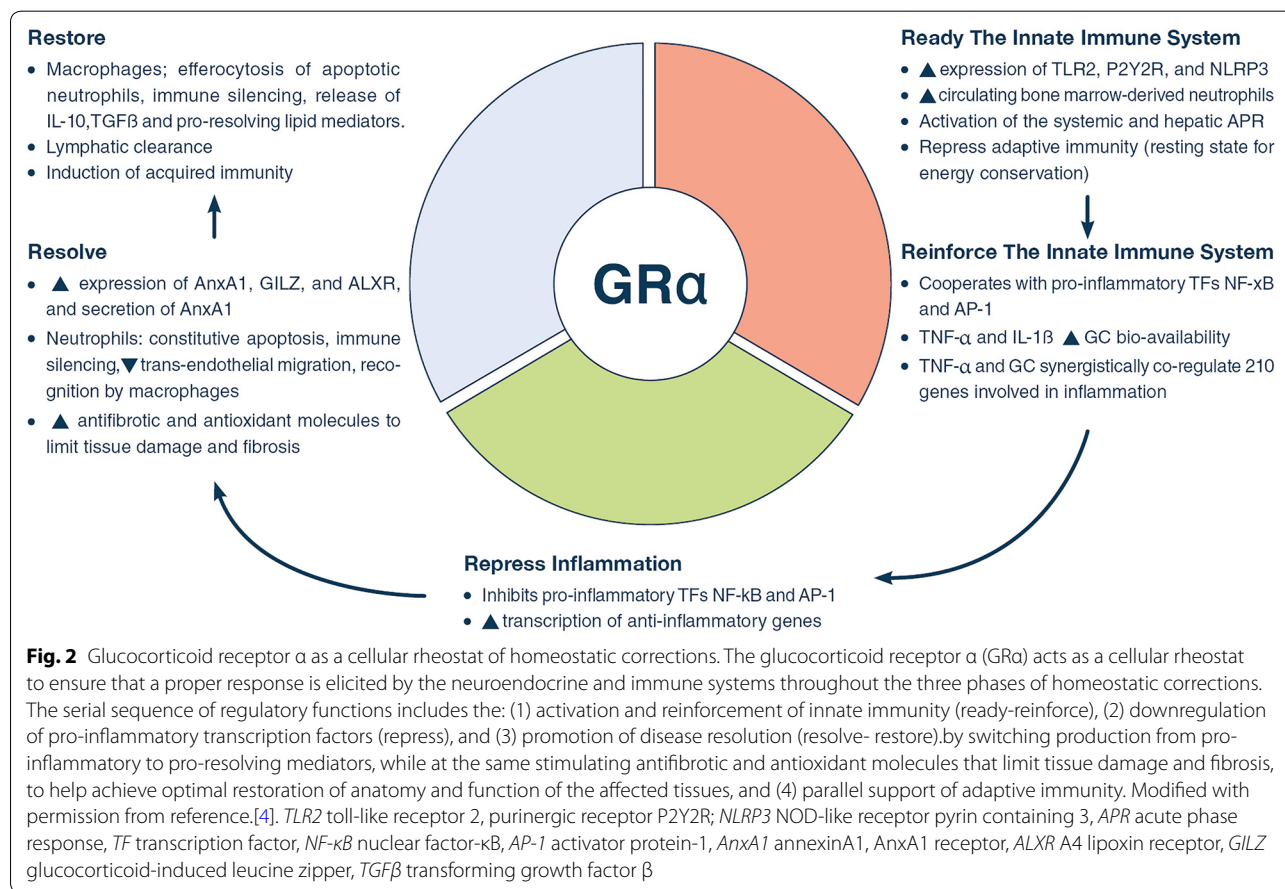 Restore
• Macrophages; efferocytosis of apoptotic
neutrophils, immune silencing, release of
IL-10,TGFß and pro-resolving lipid mediators.
• Lymphatic clearance
• Induction of acquired immunity
Resolve
• ▲ expression of AnxA1, GILZ, and ALXR,
and secretion of AnxA1
• Neutrophils: constitutive apoptosis, immune
silencing,▼trans-endothelial migration, reco-
gnition by macrophages
• ▲ antifibrotic and antioxidant molecules to
limit tissue damage and fibrosis
GRα
Ready The Innate Immune System
• ▲ expression of TLR2, P2Y2R, and NLRP3
• ▲ circulating bone marrow-derived neutrophils
• Activation of the systemic and hepatic APR
• Repress adaptive immunity (resting state for
energy conservation)
Reinforce The Innate Immune System
• Cooperates with pro-inflammatory TFs NF-xB
and AP-1
• TNF-α and IL-1ß ▲ GC bio-availability
• TNF-α and GC synergistically co-regulate 210
genes involved in inflammation
Repress Inflammation
• Inhibits pro-inflammatory TFs NF-kB and AP-1
• ▲ transcription of anti-inflammatory genes
Fig. 2 Glucocorticoid receptor α as a cellular rheostat of homeostatic corrections. The glucocorticoid receptor α (GRα) acts as a cellular rheostat
to ensure that a proper response is elicited by the neuroendocrine and immune systems throughout the three phases of homeostatic corrections.
The serial sequence of regulatory functions includes the: (1) activation and reinforcement of innate immunity (ready-reinforce), (2) downregulation
of pro-inflammatory transcription factors (repress), and (3) promotion of disease resolution (resolve- restore).by switching production from pro-
inflammatory to pro-resolving mediators, while at the same stimulating antifibrotic and antioxidant molecules that limit tissue damage and fibrosis,
to help achieve optimal restoration of anatomy and function of the affected tissues, and (4) parallel support of adaptive immunity. Modified with
permission from reference.[4]. TLR2 toll-like receptor 2, purinergic receptor P2Y2R; NLRP3 NOD-like receptor pyrin containing 3, APR acute phase
response, TF transcription factor, NF-κB nuclear factor-κB, AP-1 activator protein-1, AnxA1 annexinA1, AnxA1 receptor, ALXR A4 lipoxin receptor, GILZ
glucocorticoid-induced leucine zipper, TGFβ transforming growth factor β